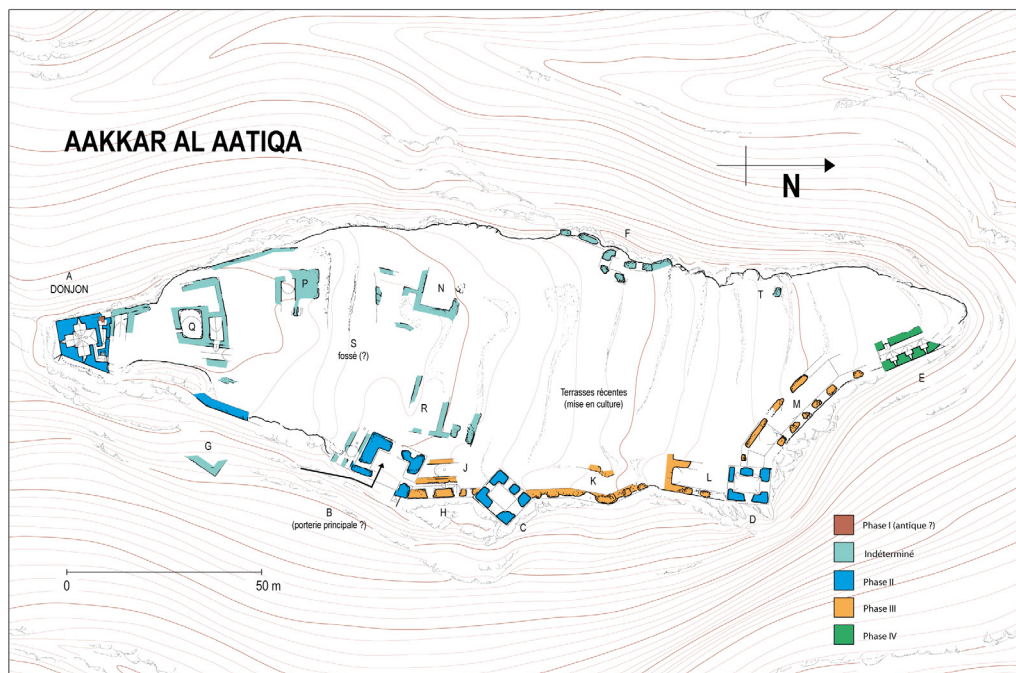 AAKKAR AL AATIQA
N
F
A
DONJON
P
N
T
Q
S
fossé (?)
E
Terrasses récentes
(mise en culture)
R
M
G
J
K
L
B
(porterie principale ?)
H
C
D
Phase I (antique ?)
Indéterminé
Phase II
Phase III
Phase IV
0
50 m